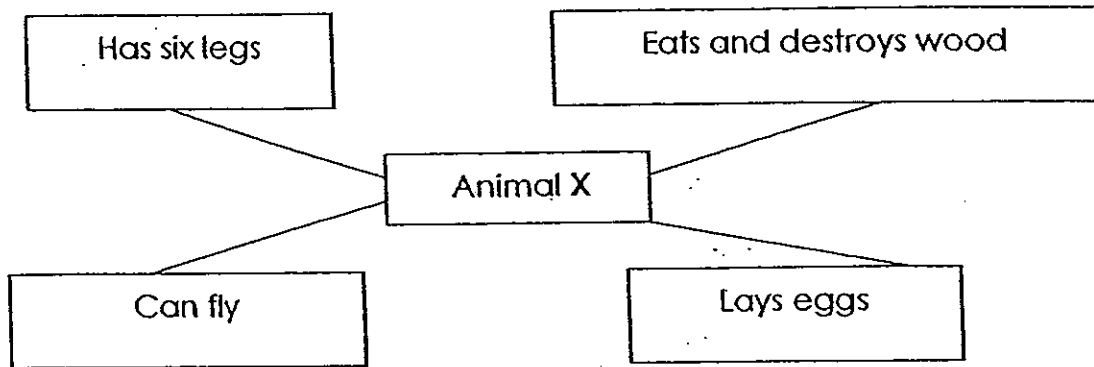 Has six legs
Eats and destroys wood
Animal X
Can fly
Lays eggs